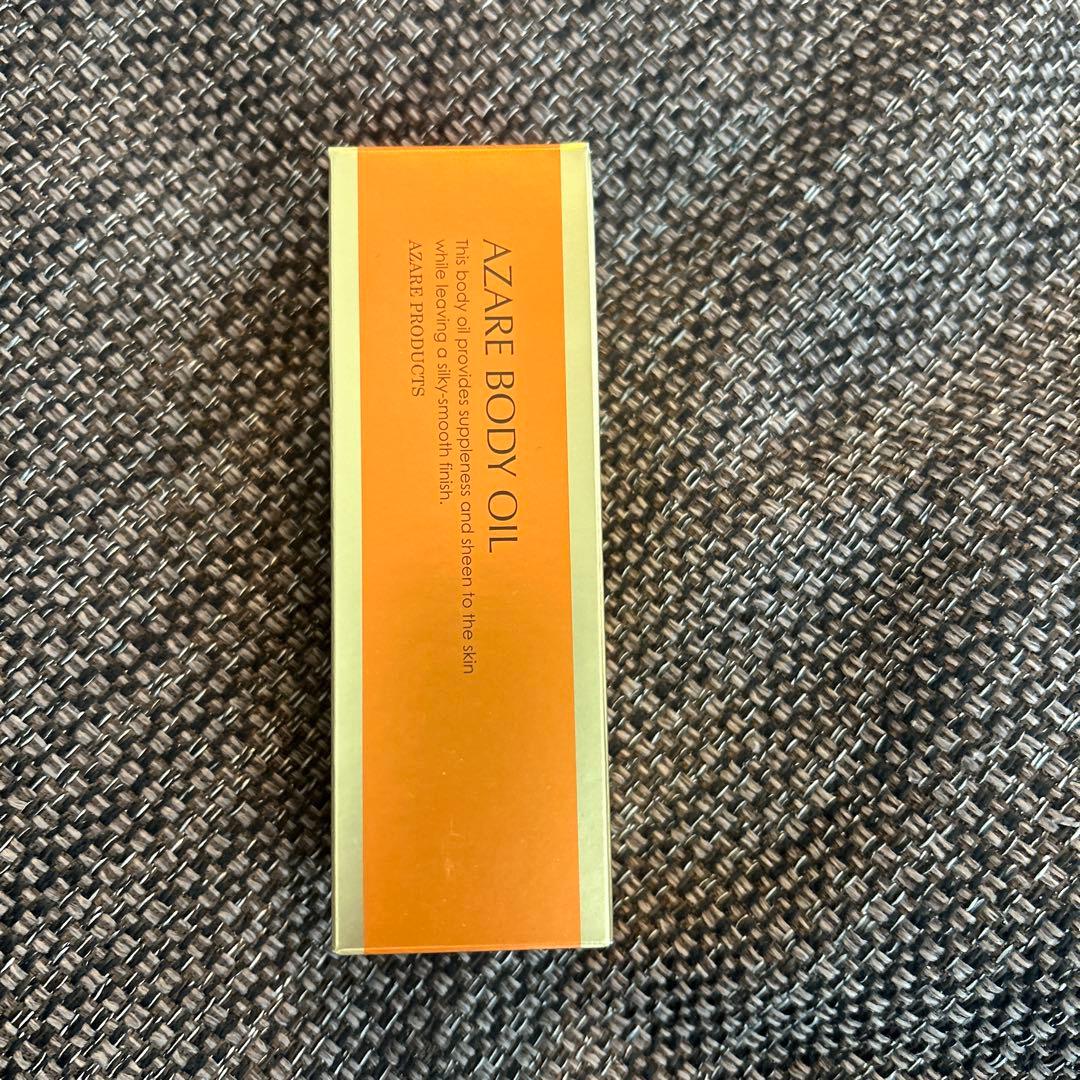 AZARE BODY OIL
This body oil provides suppleness and sheen to the skin
while leaving a silky-smooth finish.
AZARE PRODUCTS